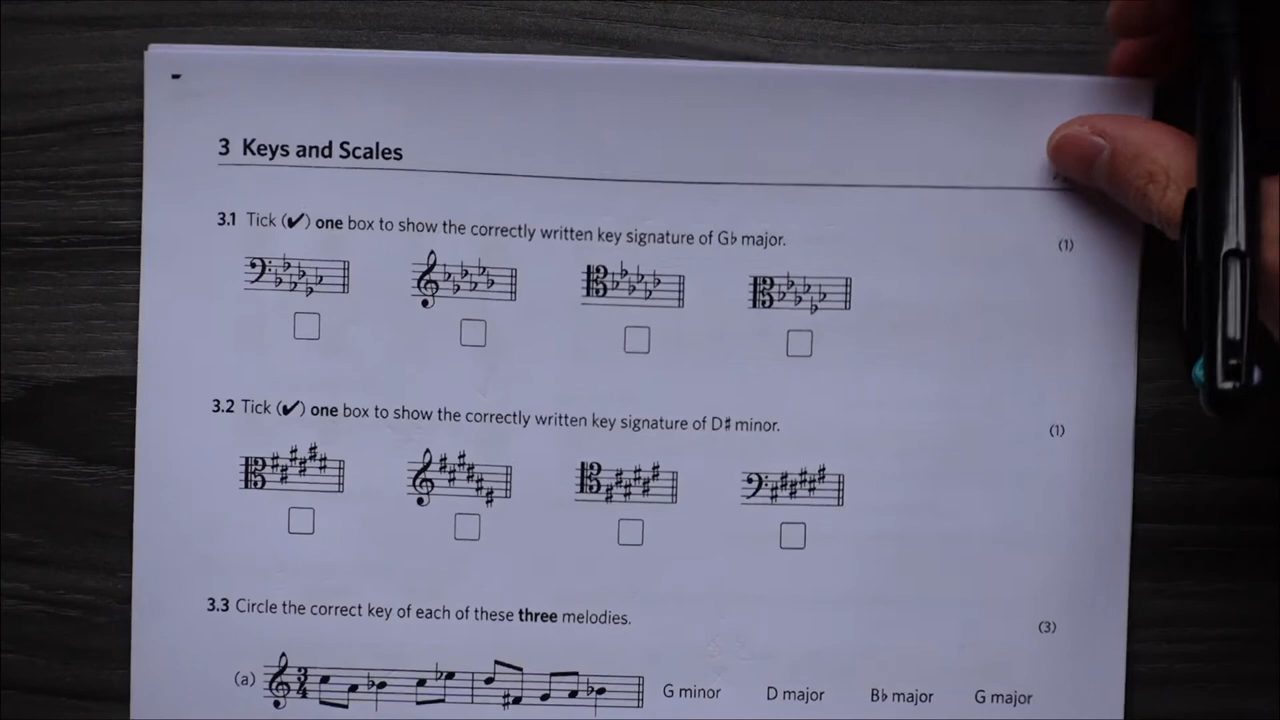 3 Keys and Scales
3.1 Tick (✔) one box to show the correctly written key signature of G♭ major.
(1)
3.2 Tick (✔) one box to show the correctly written key signature of D♯ minor.
(1)
3.3 Circle the correct key of each of these three melodies.
(3)
(a) 3 4 G minor D major B♭ major G major